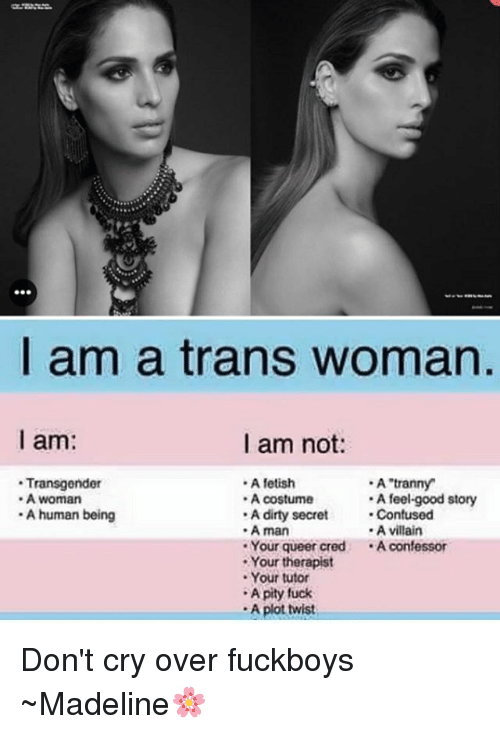 I am a trans woman.
I am:
· Transgender
· A woman
· A human being
I am not:
· A fetish
· A costume
· A dirty secret
· A man
· Your queer cred
· Your therapist
· Your tutor
· A pity fuck
· A plot twist
· A "tranny"
· A feel-good story
· Confused
· A villain
· A confessor
Don't cry over fuckboys
~Madeline🌸